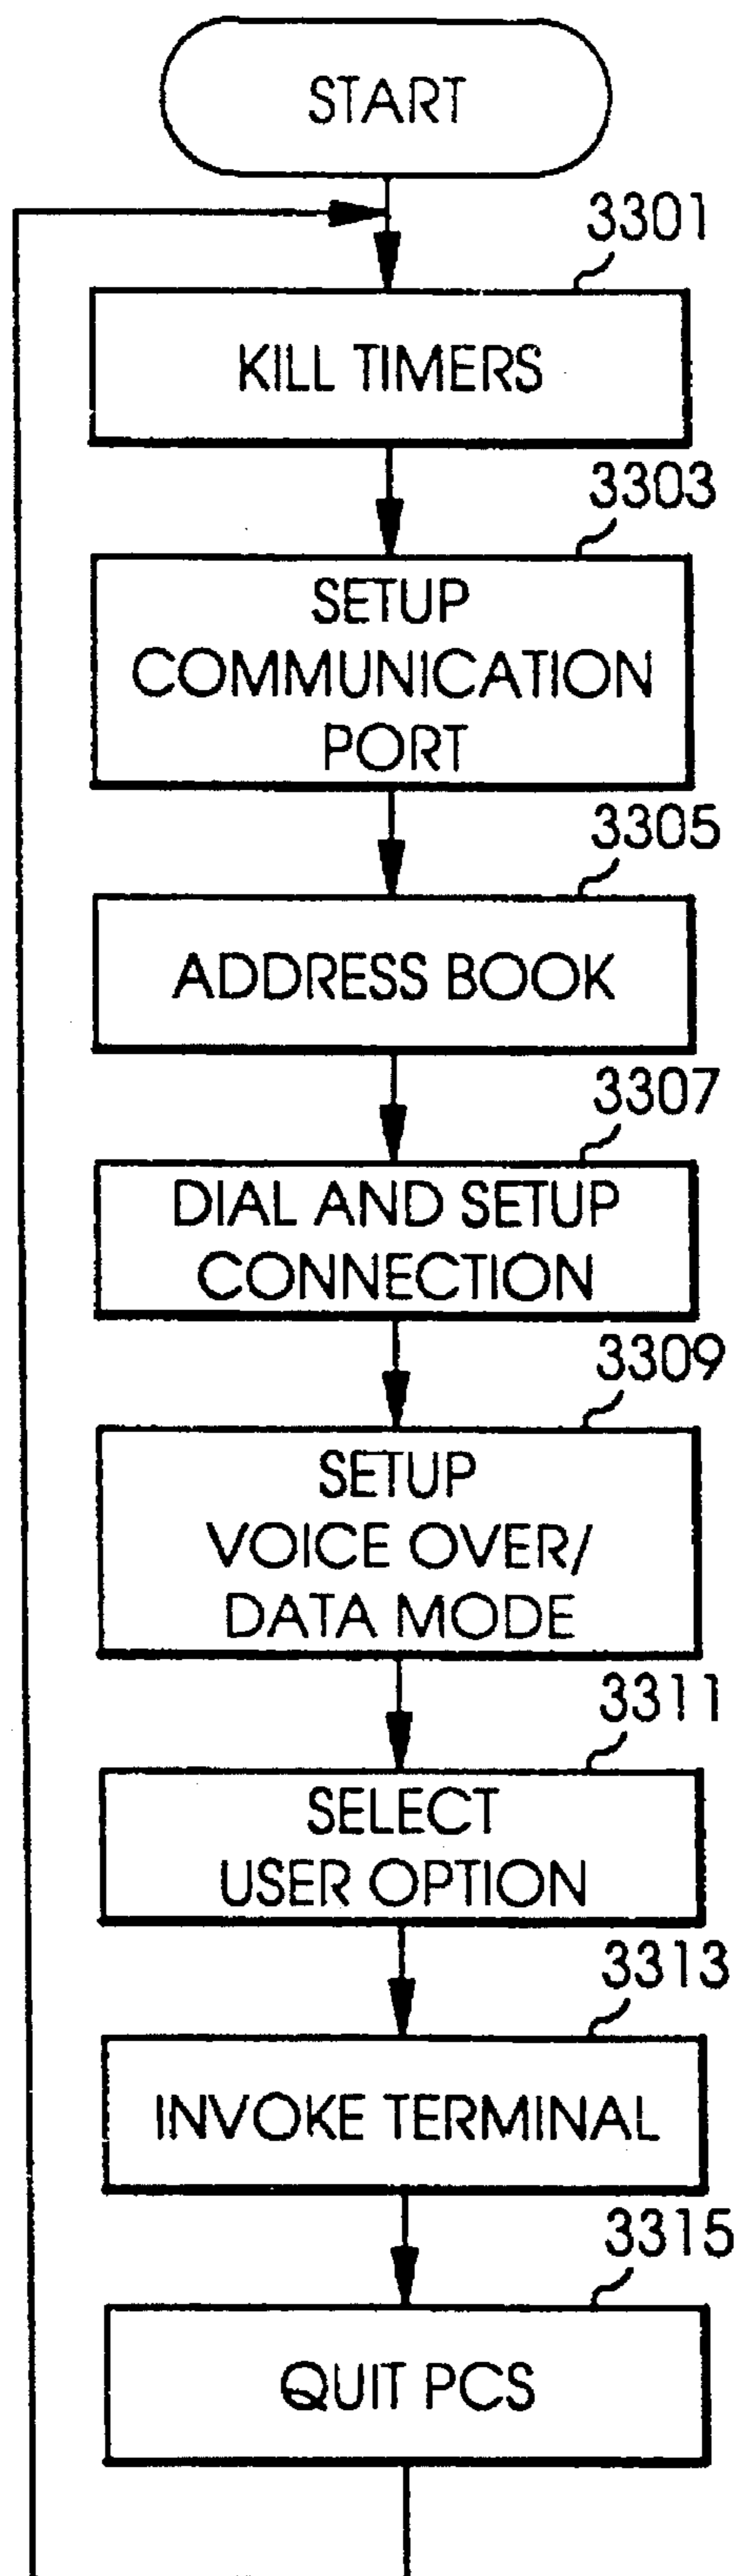 START
3301
KILL TIMERS
3303
SETUP
COMMUNICATION
PORT
3305
ADDRESS BOOK
3307
DIAL AND SETUP
CONNECTION
3309
SETUP
VOICE OVER/
DATA MODE
3311
SELECT
USER OPTION
3313
INVOKE TERMINAL
3315
QUIT PCS